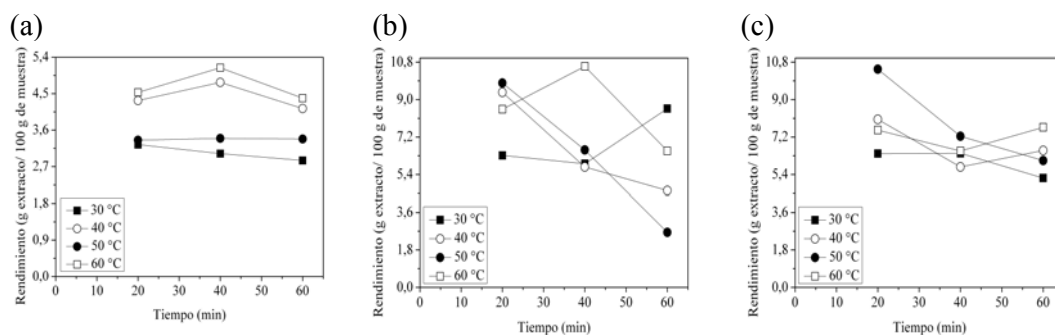 (a)
Rendimiento (g extracto/ 100 g de muestra)
5,4
4,5
3,6
2,7
1,8
0,9
0,0
30 °C
40 °C
50 °C
60 °C
0 10 20 30 40 50 60
Tiempo (min)
(b)
Rendimiento (g extracto/ 100 g de muestra)
10,8
9,0
7,2
5,4
3,6
1,8
0,0
30 °C
40 °C
50 °C
60 °C
0 10 20 30 40 50 60
Tiempo (min)
(c)
Rendimiento (g extracto/ 100 g de muestra)
10,8
9,0
7,2
5,4
3,6
1,8
0,0
30 °C
40 °C
50 °C
60 °C
0 10 20 30 40 50 60
Tiempo (min)